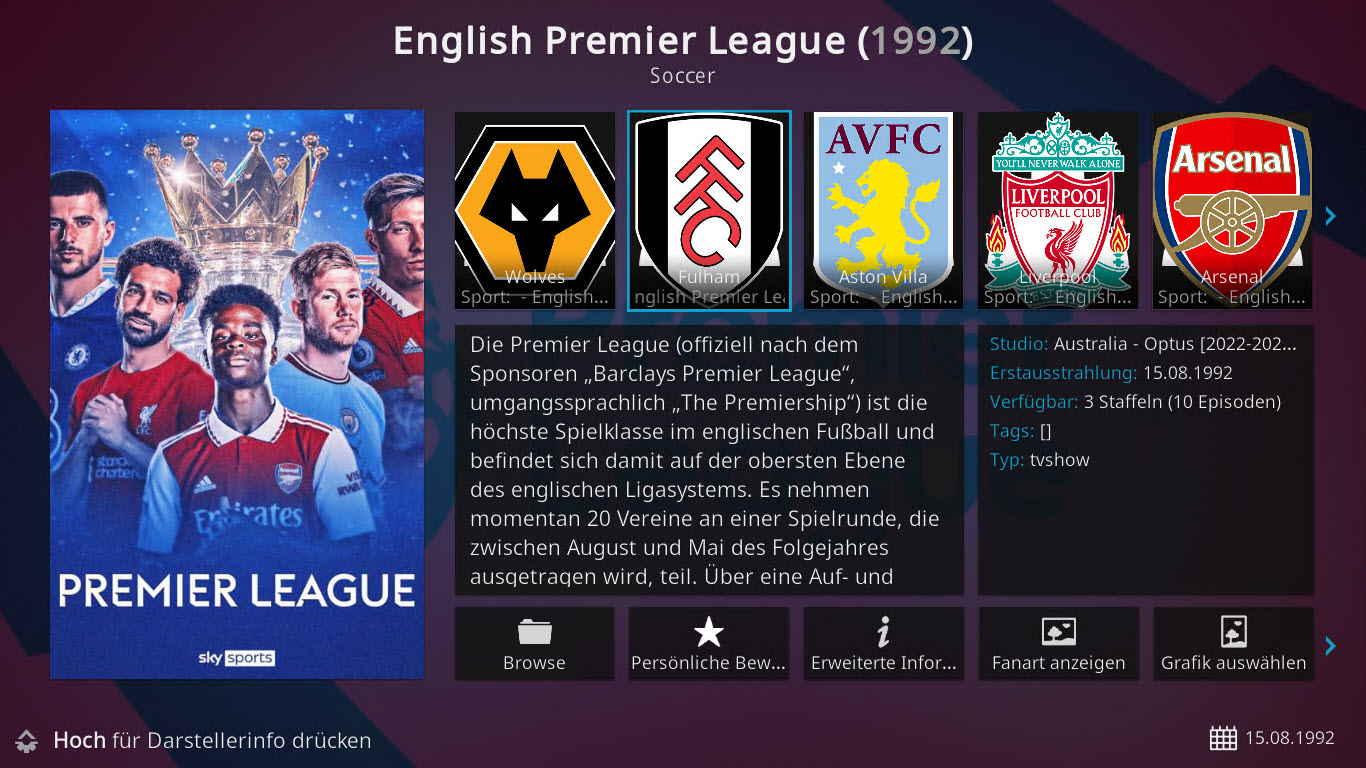 English Premier League (1992)
Soccer
AVFC
YOU'LL NEVER WALK ALONE
LIVERPOOL
FOOTBALL CLUB
Arsenal
FFC
Wolves
Fulham
Aston Villa
Liverpool
Arsenal
Sport:  - English...
nglish Premier Le
Sport:  - English...
Sport:  - English...
Sport:  - English...
Die Premier League (offiziell nach dem
Sponsoren „Barclays Premier League“,
umgangssprachlich „The Premiership“) ist die
höchste Spielklasse im englischen Fußball und
befindet sich damit auf der obersten Ebene
des englischen Ligasystems. Es nehmen
momentan 20 Vereine an einer Spielrunde, die
zwischen August und Mai des Folgejahres
ausgetragen wird, teil. Über eine Auf- und
Studio: Australia - Optus [2022-202...
Erstausstrahlung: 15.08.1992
Verfügbar: 3 Staffeln (10 Episoden)
Tags: []
Typ: tvshow
Arsenal
Emirates
PREMIER LEAGUE
sky sports
Browse
Persönliche Bew...
Erweiterte Infor...
Fanart anzeigen
Grafik auswählen
Hoch für Darstellerinfo drücken
15.08.1992